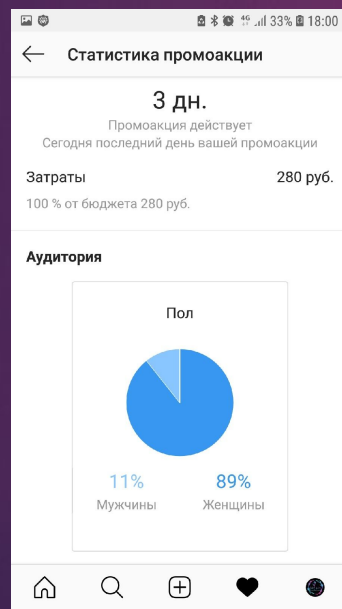 4G 33% 18:00
Статистика промоакции
3 дн.
Промоакция действует
Сегодня последний день вашей промоакции
Затраты 280 руб.
100 % от бюджета 280 руб.
Аудитория
Пол
11% 89%
Мужчины Женщины